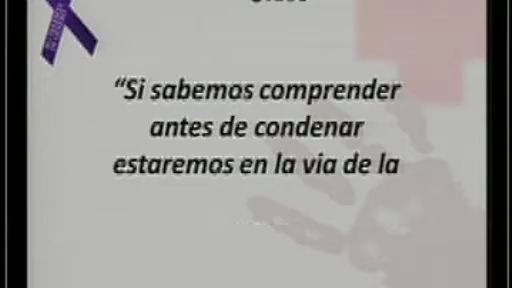 “Si sabemos comprender
antes de condenar
estaremos en la via de la